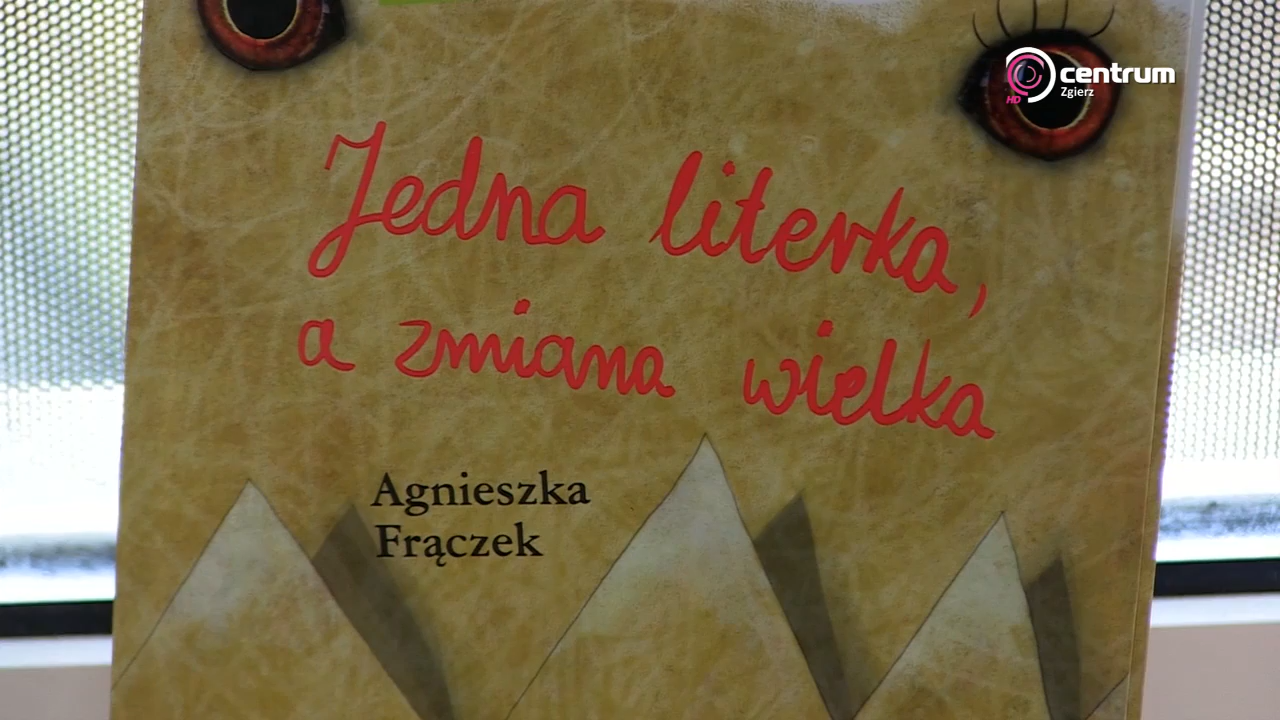 centrum
HD Zgierz
Jedna literka,
a zmiana wielka
Agnieszka
Frączek